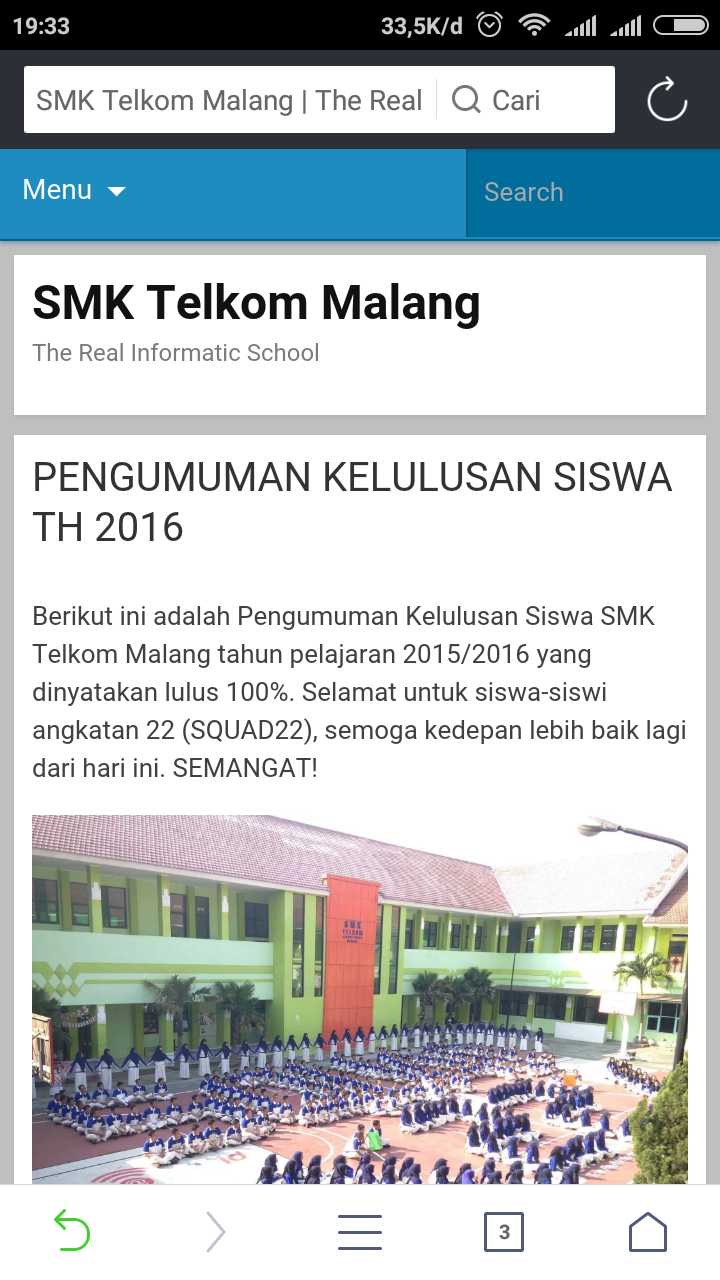 19:33
33,5K/d
SMK Telkom Malang | The Real
Cari
Menu
Search
SMK Telkom Malang
The Real Informatic School
PENGUMUMAN KELULUSAN SISWA
TH 2016
Berikut ini adalah Pengumuman Kelulusan Siswa SMK
Telkom Malang tahun pelajaran 2015/2016 yang
dinyatakan lulus 100%. Selamat untuk siswa-siswi
angkatan 22 (SQUAD22), semoga kedepan lebih baik lagi
dari hari ini. SEMANGAT!
SMK
TELKOM
3